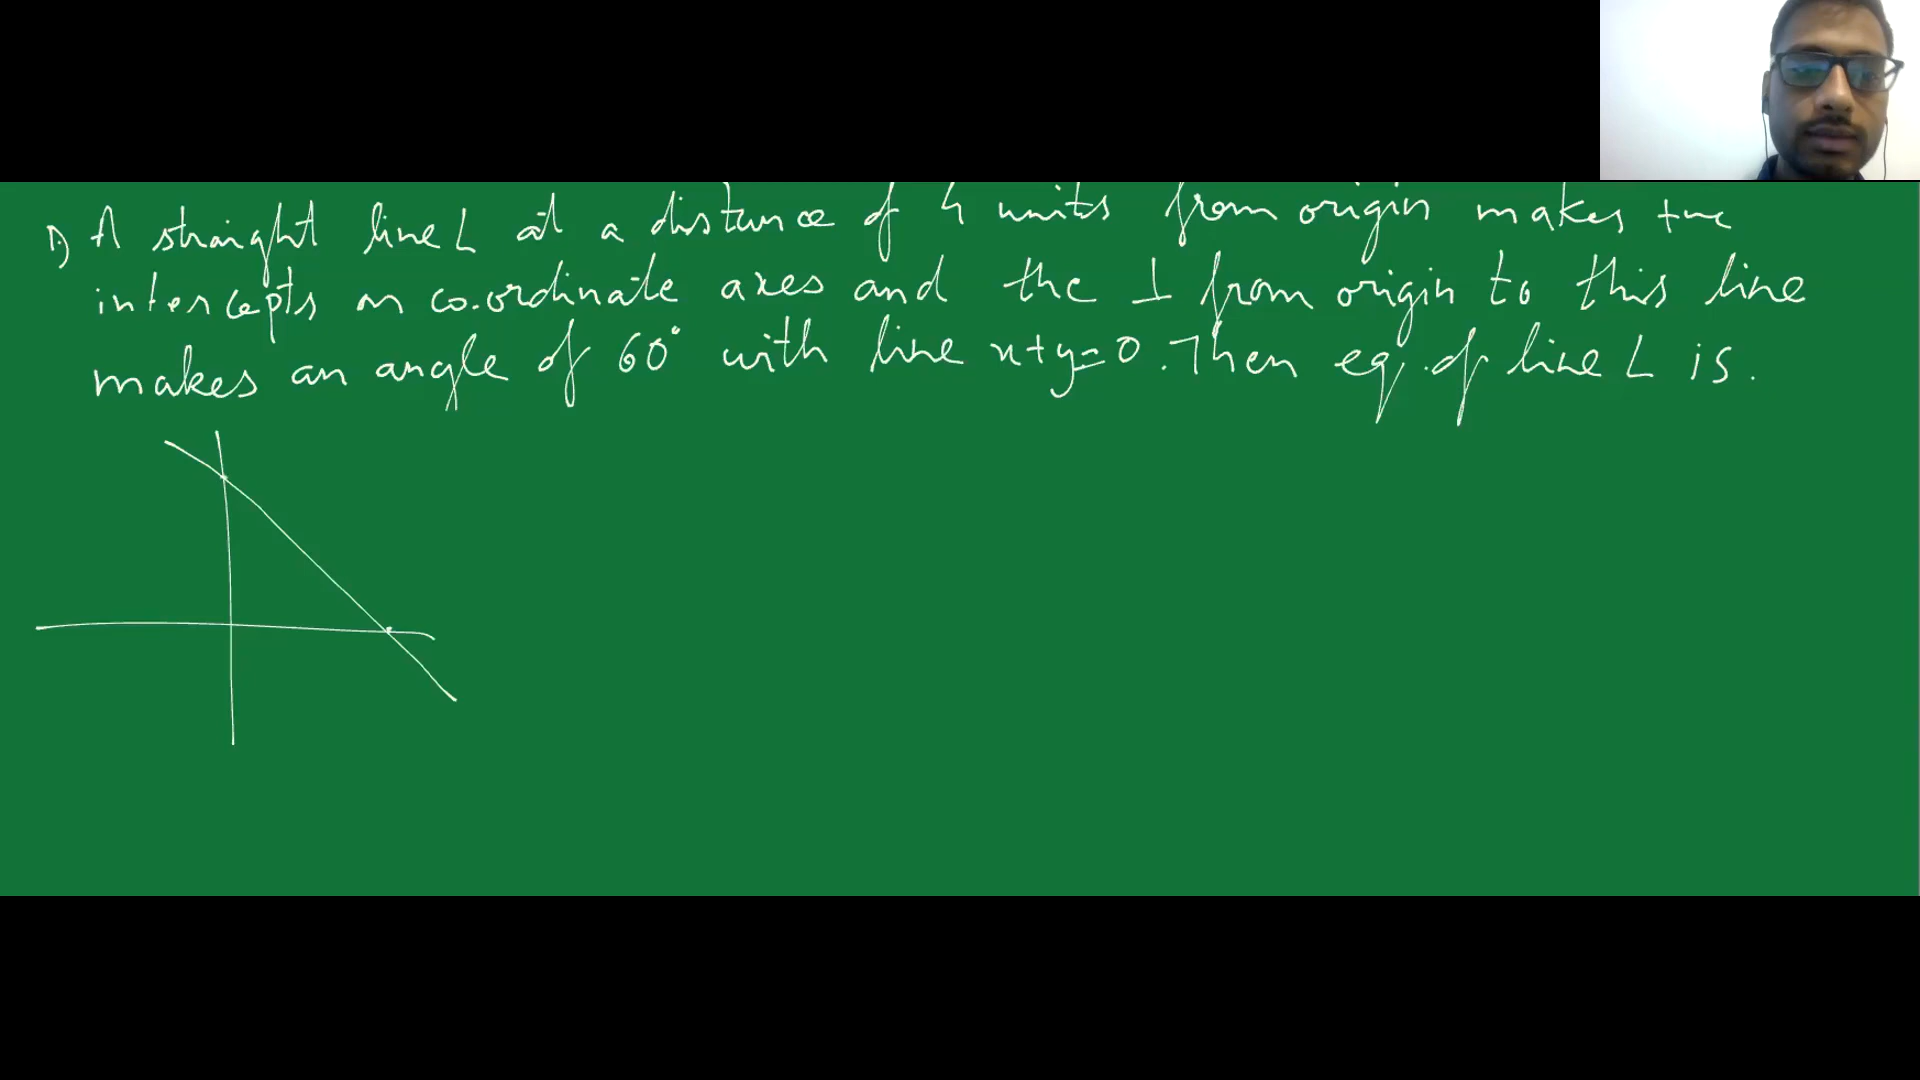 1) A straight line L at a distance of 4 units from origin makes +ve
intercepts on co.ordinate axes and the ⊥ from origin to this line
makes an angle of 60° with line x+y=0. Then eq. of line L is.